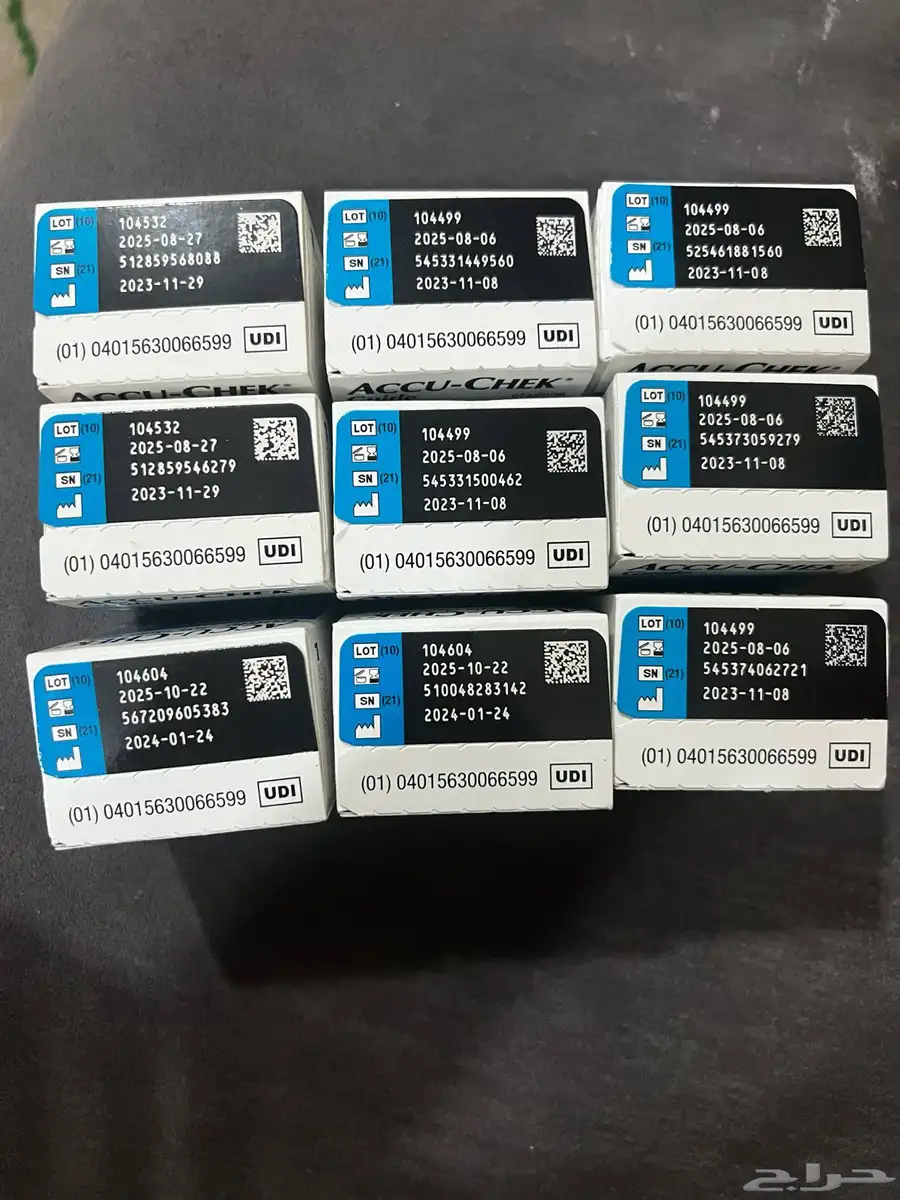 LOT (10) 104532
2025-08-27
SN (21) 512859568088
2023-11-29
(01) 04015630066599 UDI
ACCU-CHEK®
LOT (10) 104499
2025-08-06
SN (21) 545331449560
2023-11-08
(01) 04015630066599 UDI
ACCU-CHEK®
LOT (10) 104499
2025-08-06
SN (21) 525461881560
2023-11-08
(01) 04015630066599 UDI
ACCU-CHEK®
LOT (10) 104532
2025-08-27
SN (21) 512859546279
2023-11-29
(01) 04015630066599 UDI
ACCU-CHEK
LOT (10) 104499
2025-08-06
SN (21) 545331500462
2023-11-08
(01) 04015630066599 UDI
LOT (10) 104499
2025-08-06
SN (21) 545373059279
2023-11-08
(01) 04015630066599 UDI
ACCU-CHEK
LOT (10) 104604
2025-10-22
SN (21) 567209605383
2024-01-24
(01) 04015630066599 UDI
LOT (10) 104604
2025-10-22
SN (21) 510048283142
2024-01-24
(01) 04015630066599 UDI
LOT (10) 104499
2025-08-06
SN (21) 545374062721
2023-11-08
(01) 04015630066599 UDI
حراج